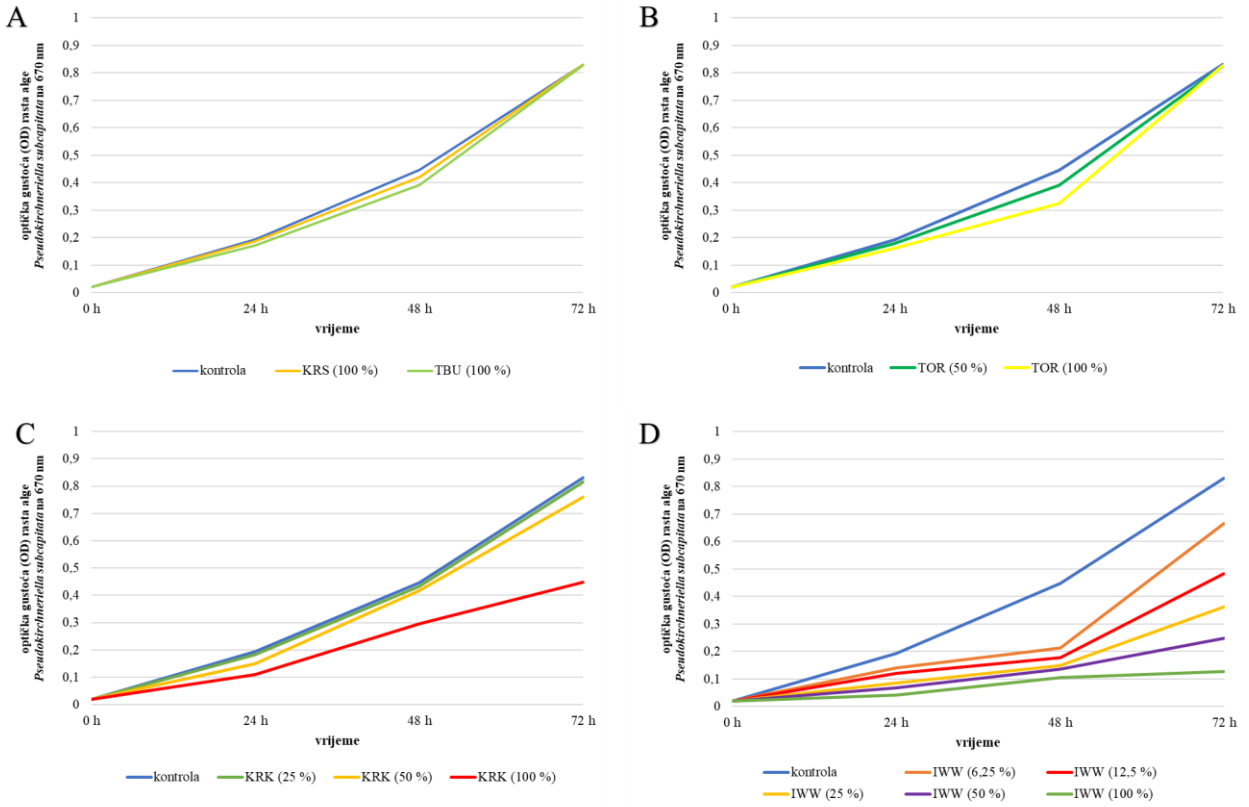 A
optička gustoća (OD) rasta alge
Pseudokirchneriella subcapitata na 670 nm
1
0,9
0,8
0,7
0,6
0,5
0,4
0,3
0,2
0,1
0
0 h 24 h 48 h 72 h
vrijeme
kontrola KRS (100 %) TBU (100 %)
B
optička gustoća (OD) rasta alge
Pseudokirchneriella subcapitata na 670 nm
1
0,9
0,8
0,7
0,6
0,5
0,4
0,3
0,2
0,1
0
0 h 24 h 48 h 72 h
vrijeme
kontrola TOR (50 %) TOR (100 %)
C
optička gustoća (OD) rasta alge
Pseudokirchneriella subcapitata na 670 nm
1
0,9
0,8
0,7
0,6
0,5
0,4
0,3
0,2
0,1
0
0 h 24 h 48 h 72 h
vrijeme
kontrola KRK (25 %) KRK (50 %) KRK (100 %)
D
optička gustoća (OD) rasta alge
Pseudokirchneriella subcapitata na 670 nm
1
0,9
0,8
0,7
0,6
0,5
0,4
0,3
0,2
0,1
0
0 h 24 h 48 h 72 h
vrijeme
kontrola IWW (6,25 %) IWW (12,5 %)
IWW (25 %) IWW (50 %) IWW (100 %)